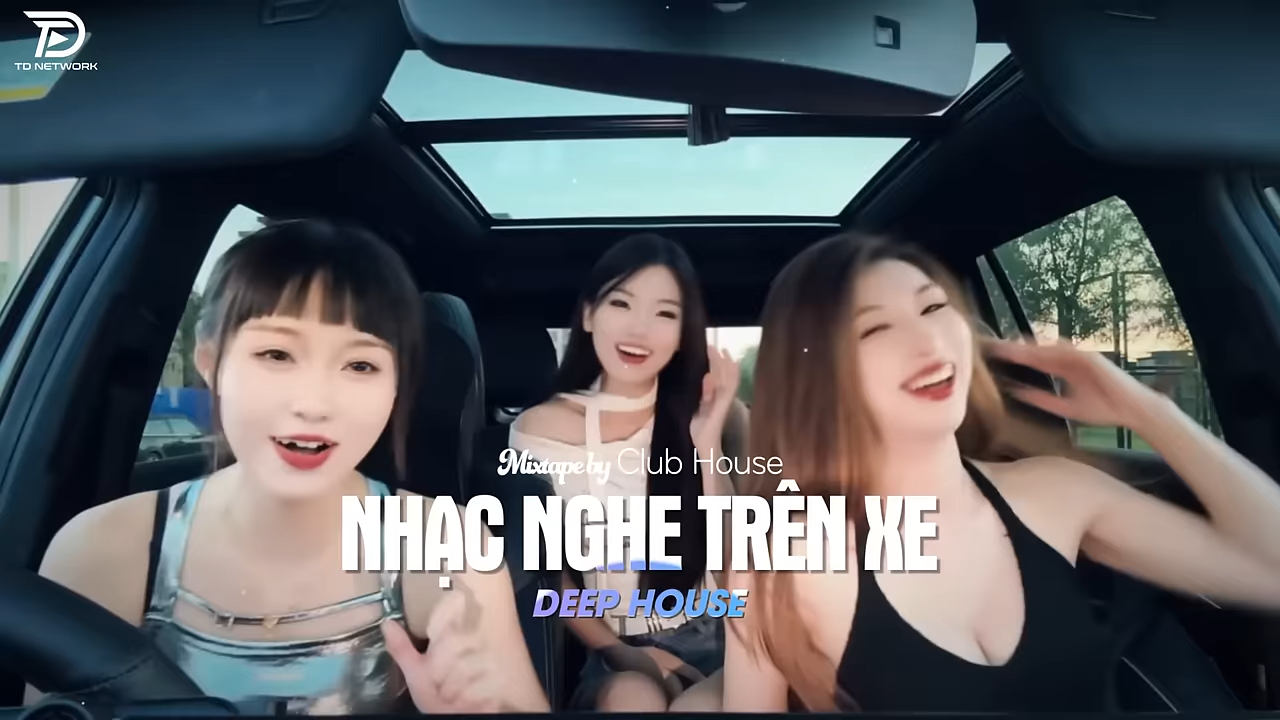 TD NETWORK
Mixtape by Club House
NHẠC NGHE TRÊN XE
DEEP HOUSE